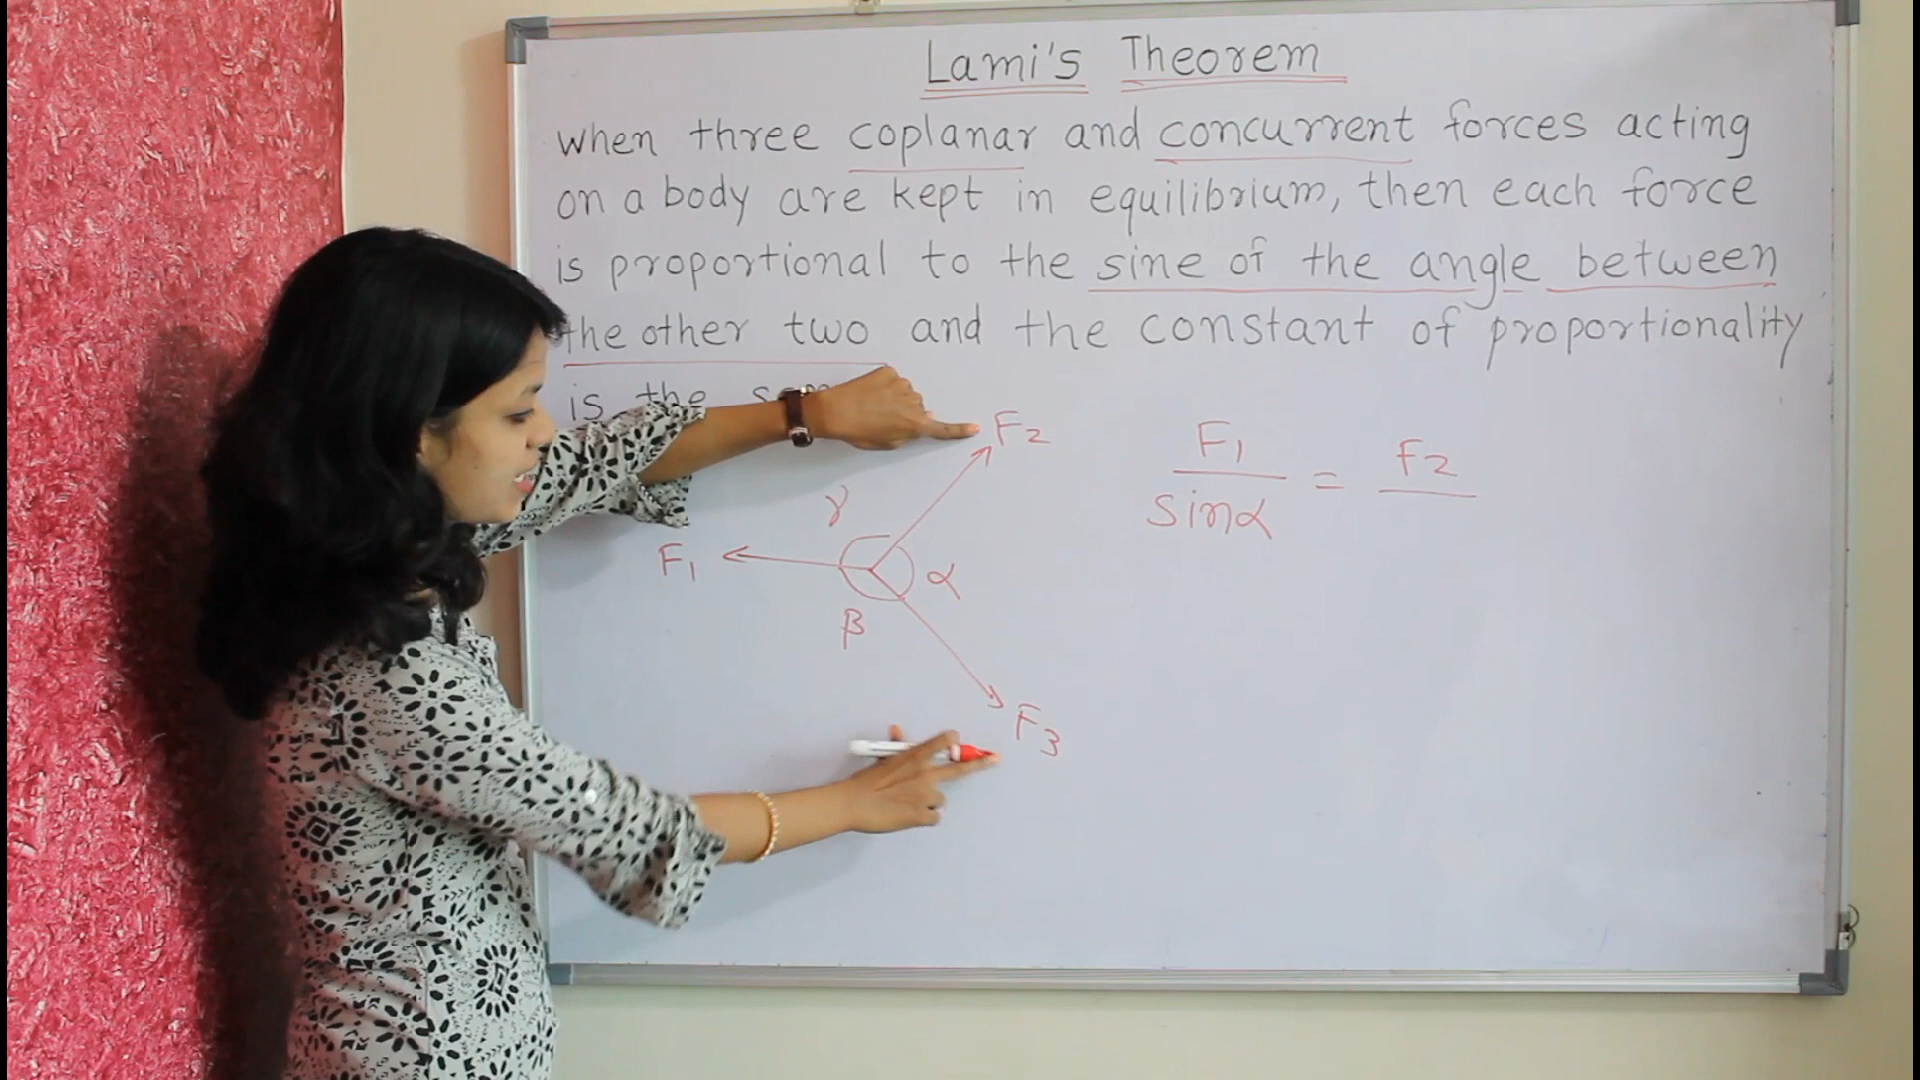 Lami's Theorem
when three coplanar and concurrent forces acting
on a body are kept in equilibrium, then each force
is proportional to the sine of the angle between
the other two and the constant of proportionality
is the
F2
F1
sinα
=
F2
γ
F1
α
β
F3